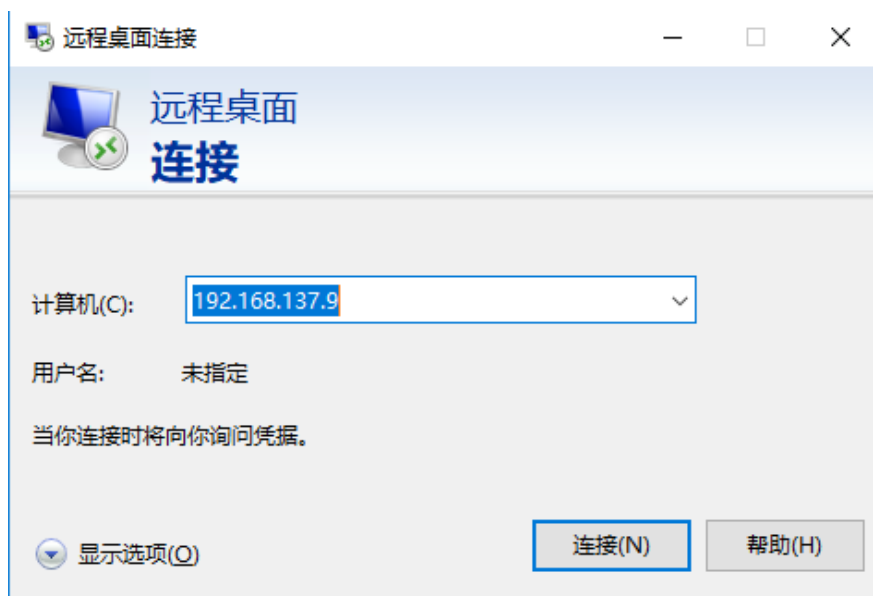 远程桌面连接
远程桌面
连接
计算机(C):
192.168.137.9
用户名:
未指定
当你连接时将向你询问凭据。
显示选项(O)
连接(N)
帮助(H)